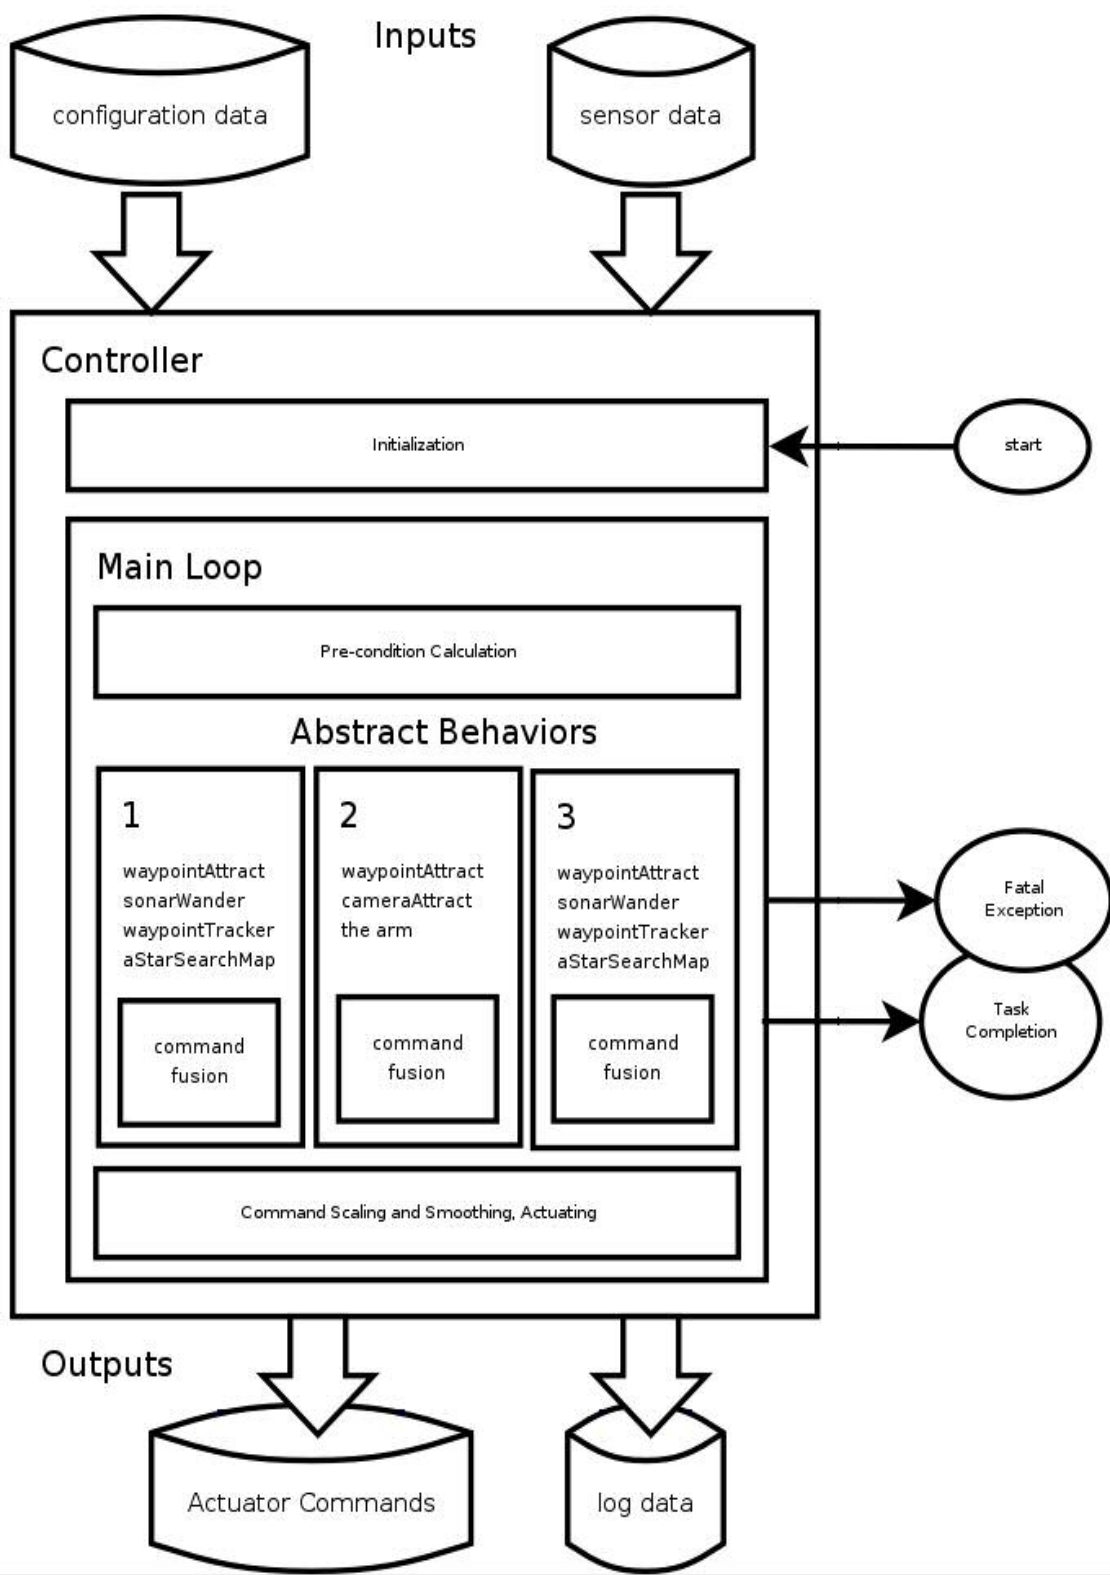 Inputs
configuration data
sensor data
Controller
Initialization
start
Main Loop
Pre-condition Calculation
Abstract Behaviors
1
waypointAttract
sonarWander
waypointTracker
aStarSearchMap
command
fusion
2
waypointAttract
cameraAttract
the arm
command
fusion
3
waypointAttract
sonarWander
waypointTracker
aStarSearchMap
command
fusion
Fatal
Exception
Task
Completion
Command Scaling and Smoothing, Actuating
Outputs
Actuator Commands
log data